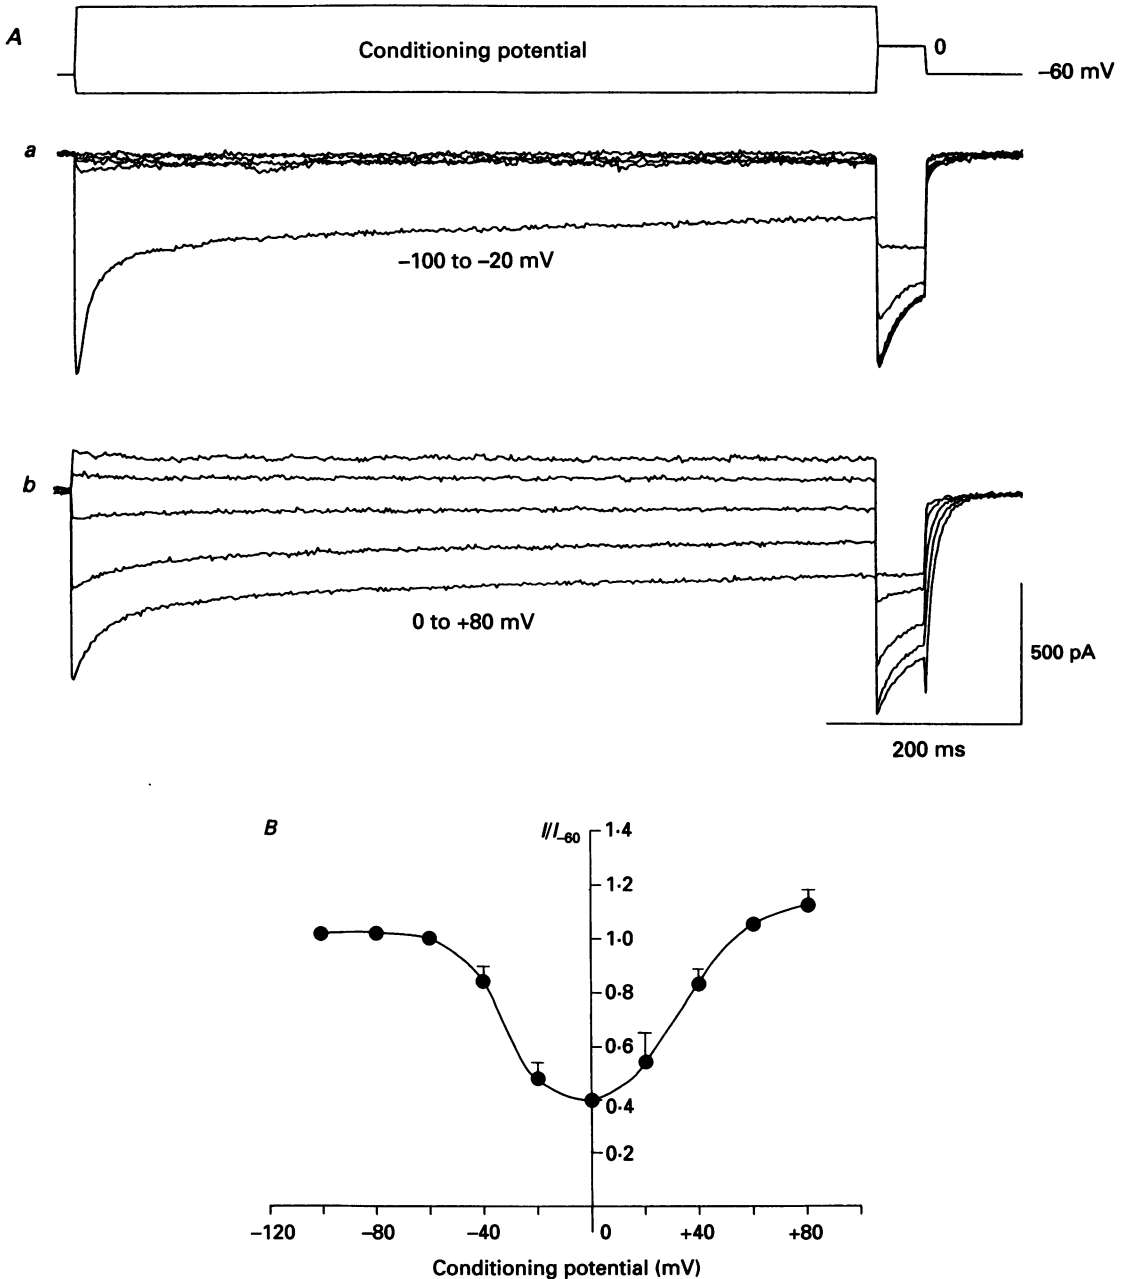 A
Conditioning potential
0
–60 mV
a
–100 to –20 mV
b
0 to +80 mV
500 pA
200 ms
B
I/I–60
1·4
1·2
1·0
0·8
0·6
0·4
0·2
–120 –80 –40 0 +40 +80
Conditioning potential (mV)